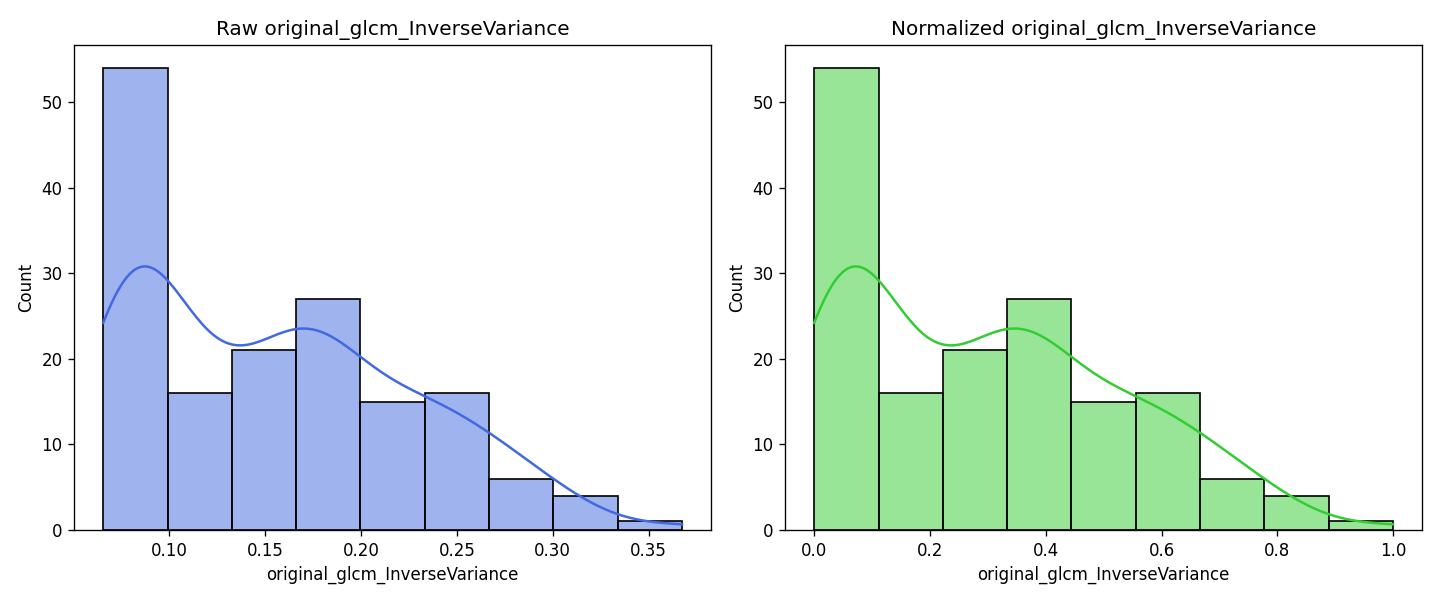 Raw original_glcm_InverseVariance
Count
50
40
30
20
10
0
0.10 0.15 0.20 0.25 0.30 0.35
original_glcm_InverseVariance
Normalized original_glcm_InverseVariance
Count
50
40
30
20
10
0
0.0 0.2 0.4 0.6 0.8 1.0
original_glcm_InverseVariance